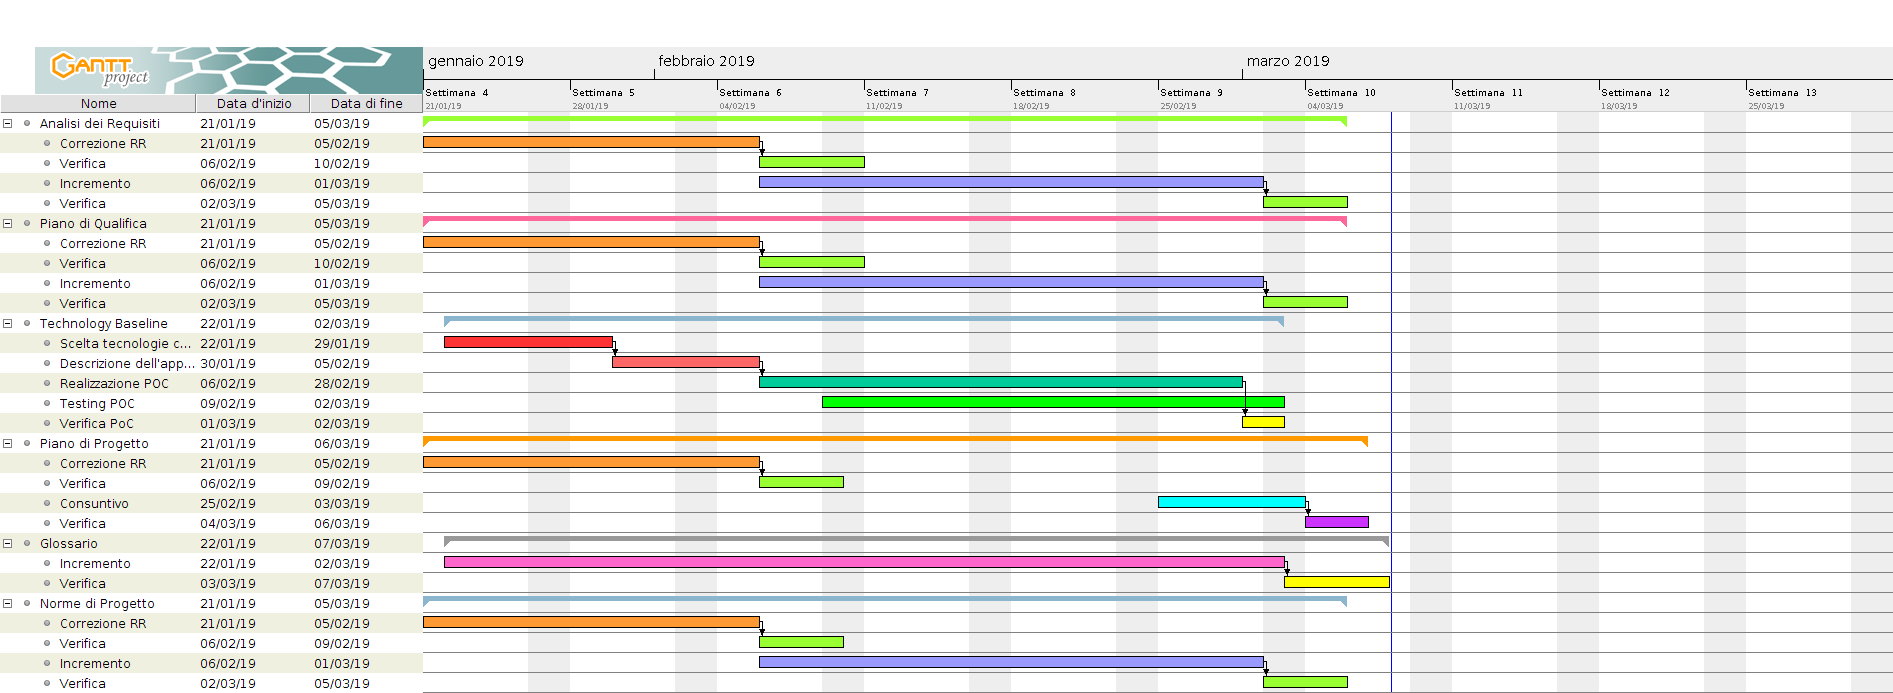 GANTT
project
gennaio 2019 febbraio 2019 marzo 2019
Settimana 4 Settimana 5 Settimana 6 Settimana 7 Settimana 8 Settimana 9 Settimana 10 Settimana 11 Settimana 12 Settimana 13
Nome Data d'inizio Data di fine
21/01/19 28/01/19 04/02/19 11/02/19 18/02/19 25/02/19 04/03/19 11/03/19 18/03/19 25/03/19
Analisi dei Requisiti 21/01/19 05/03/19
Correzione RR 21/01/19 05/02/19
Verifica 06/02/19 10/02/19
Incremento 06/02/19 01/03/19
Verifica 02/03/19 05/03/19
Piano di Qualifica 21/01/19 05/03/19
Correzione RR 21/01/19 05/02/19
Verifica 06/02/19 10/02/19
Incremento 06/02/19 01/03/19
Verifica 02/03/19 05/03/19
Technology Baseline 22/01/19 02/03/19
Scelta tecnologie c... 22/01/19 29/01/19
Descrizione dell'app... 30/01/19 05/02/19
Realizzazione POC 06/02/19 28/02/19
Testing POC 09/02/19 02/03/19
Verifica PoC 01/03/19 02/03/19
Piano di Progetto 21/01/19 06/03/19
Correzione RR 21/01/19 05/02/19
Verifica 06/02/19 09/02/19
Consuntivo 25/02/19 03/03/19
Verifica 04/03/19 06/03/19
Glossario 22/01/19 07/03/19
Incremento 22/01/19 02/03/19
Verifica 03/03/19 07/03/19
Norme di Progetto 21/01/19 05/03/19
Correzione RR 21/01/19 05/02/19
Verifica 06/02/19 09/02/19
Incremento 06/02/19 01/03/19
Verifica 02/03/19 05/03/19